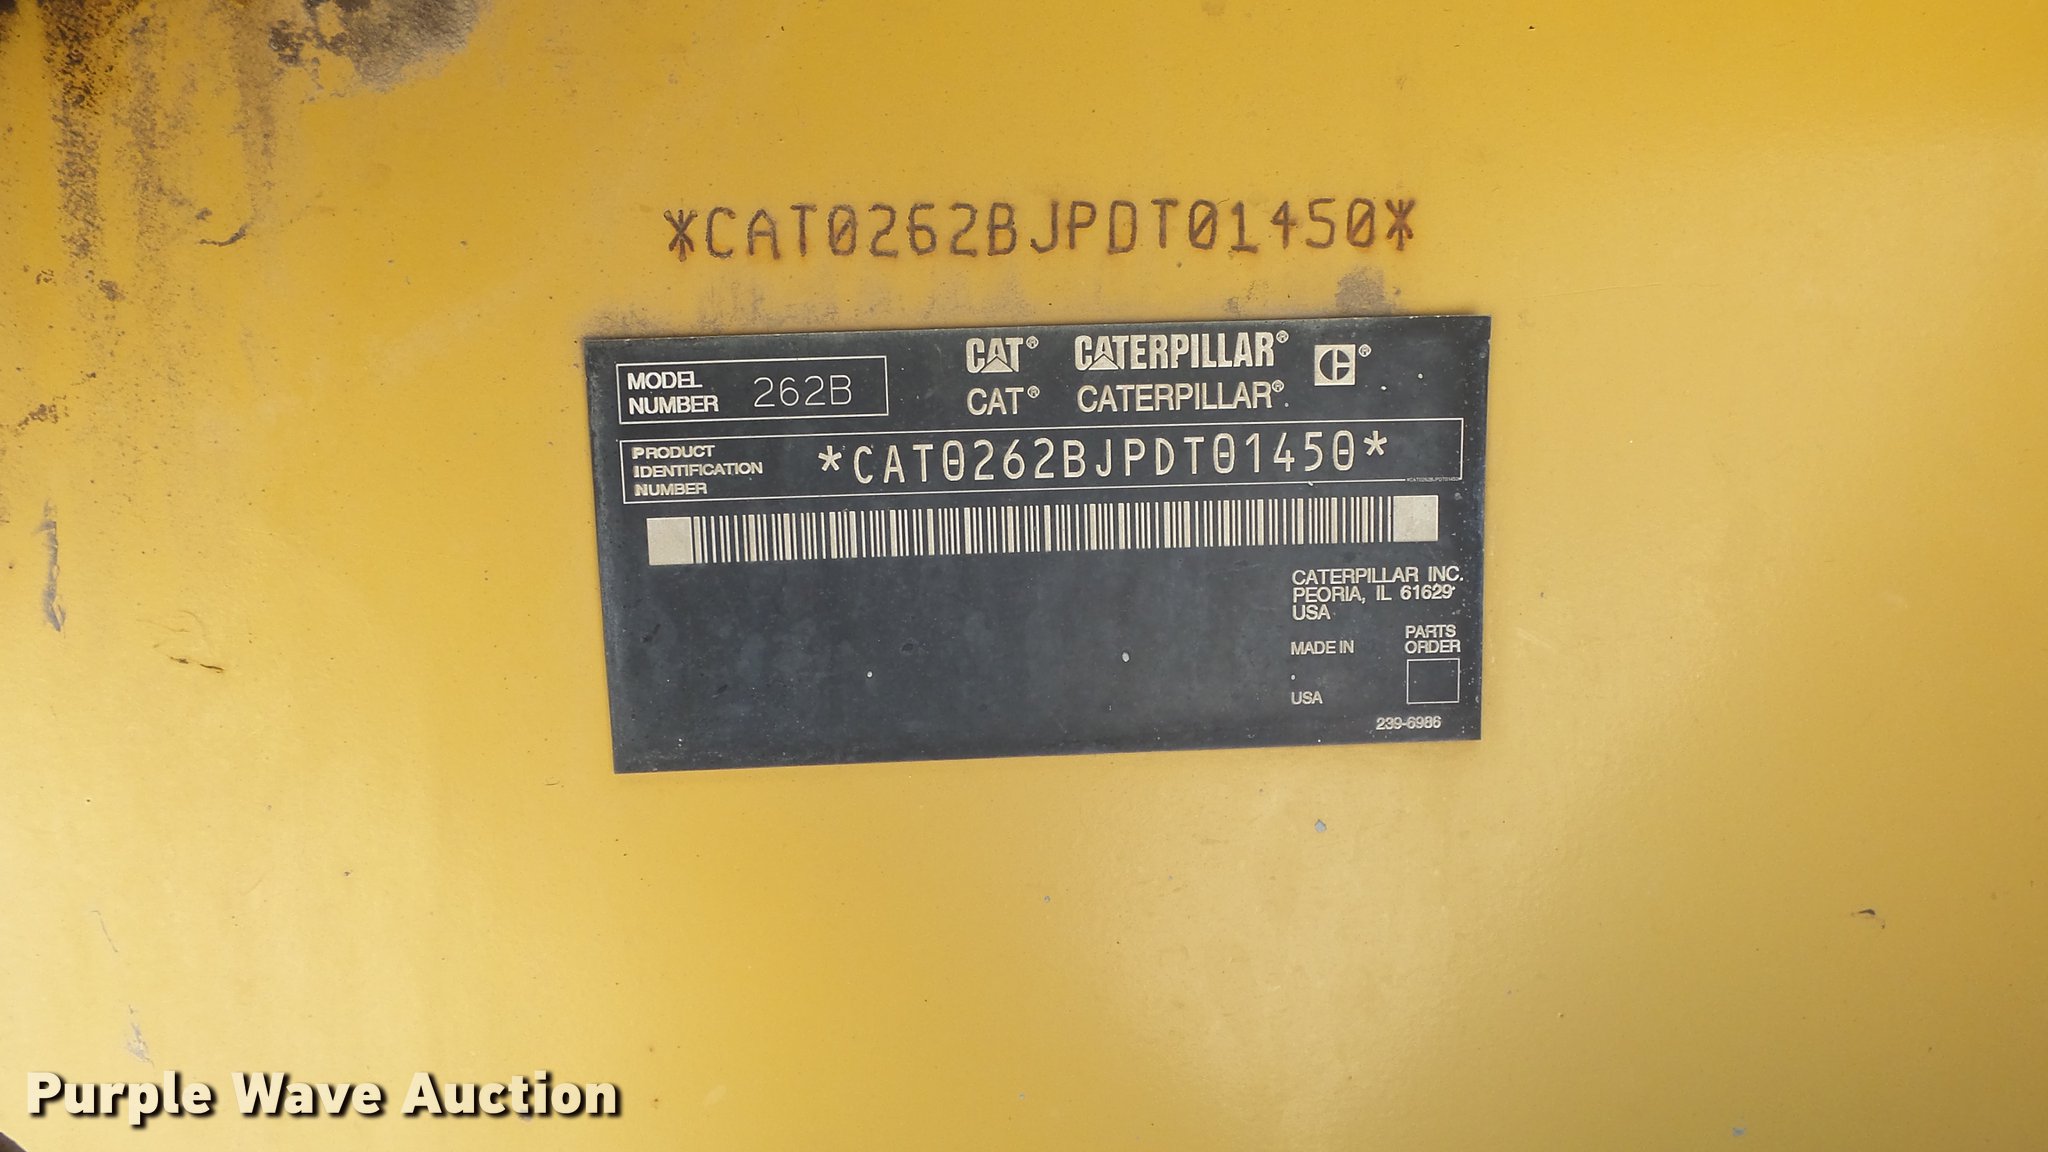 *CAT0262BJPDT01450*
MODEL NUMBER 262B
CAT® CATERPILLAR® C®
CAT® CATERPILLAR®
PRODUCT IDENTIFICATION NUMBER *CAT0262BJPDT01450*
*CAT0262BJPDT01450*
CATERPILLAR INC.
PEORIA, IL 61629
USA
MADE IN
USA
PARTS
ORDER
239-6986
Purple Wave Auction